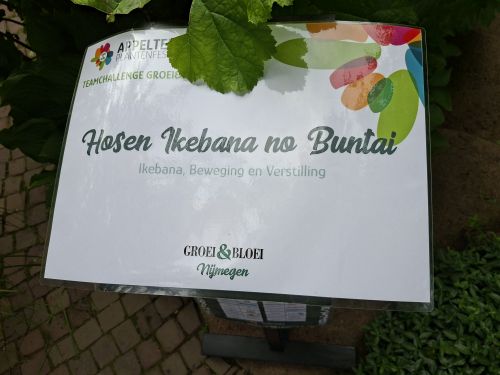 APPELTE
PLANTENFES
TEAMCHALLENGE GROEI&
Hosen Ikebana no Buntai
Ikebana, Beweging en Verstilling
GROEI & BLOEI
Nijmegen